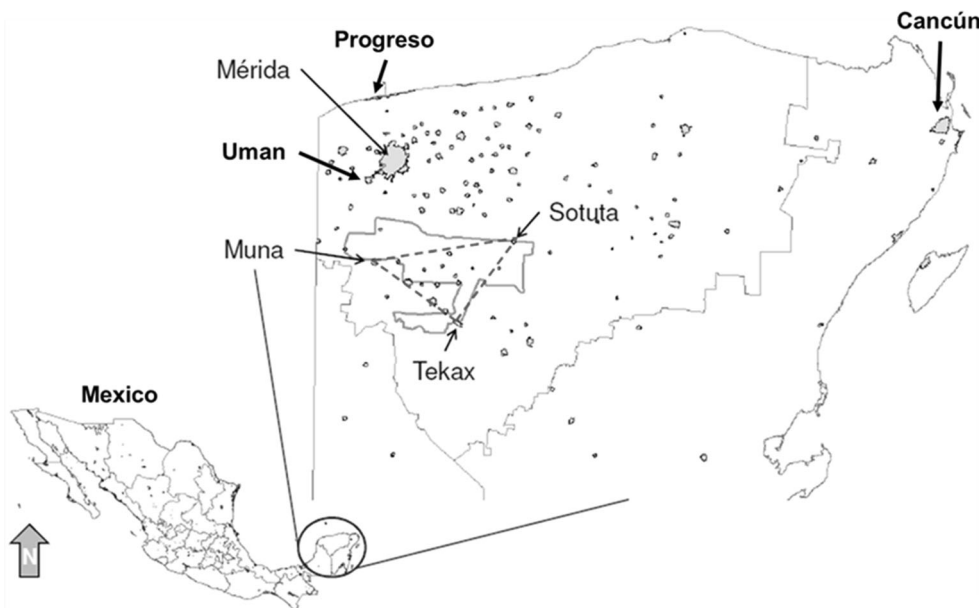 Cancún
Progreso
Mérida
Uman
Sotuta
Muna
Tekax
Mexico
N